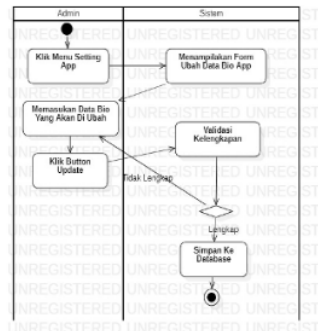 Admin
Sistem
Klik Menu Setting
App
Menampilakan Form
Ubah Data Bio App
Memasukan Data Bio
Yang Akan Di Ubah
Validasi
Kelengkapan
Klik Button
Update
Tidak Lengkap
Lengkap
Simpan Ke
Database
UNREGISTERED